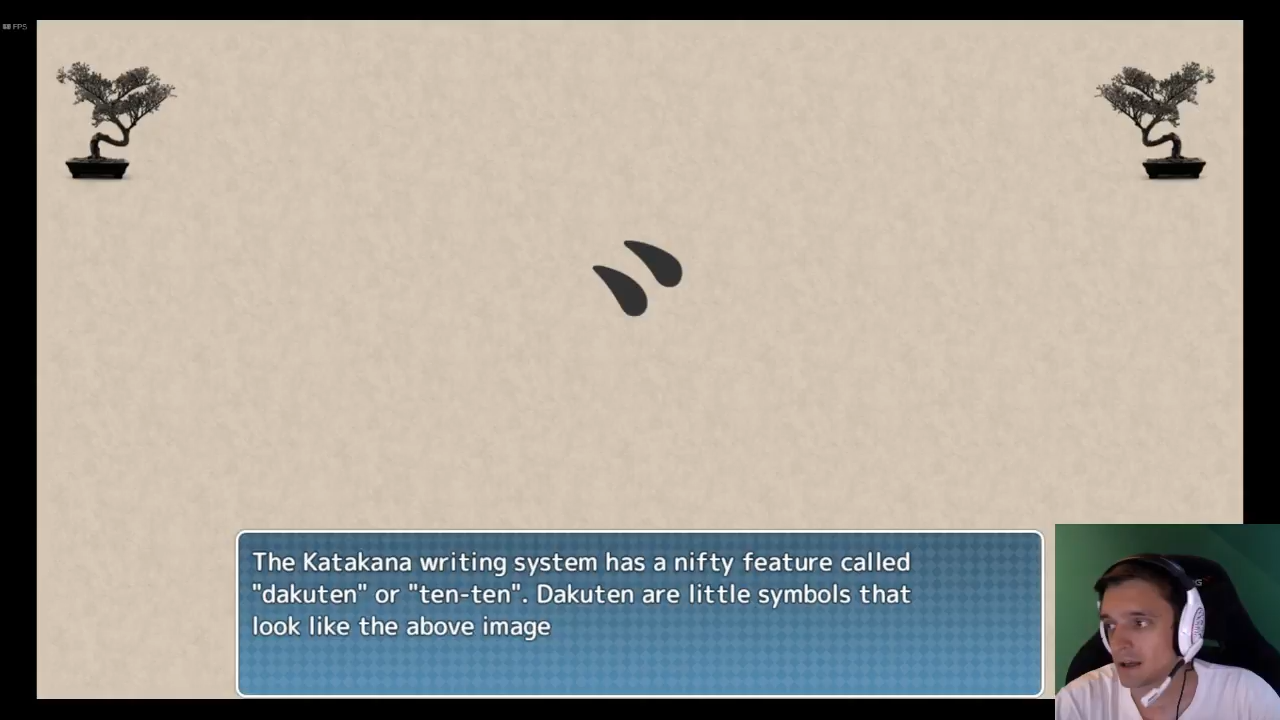 FPS
The Katakana writing system has a nifty feature called
"dakuten" or "ten-ten". Dakuten are little symbols that
look like the above image